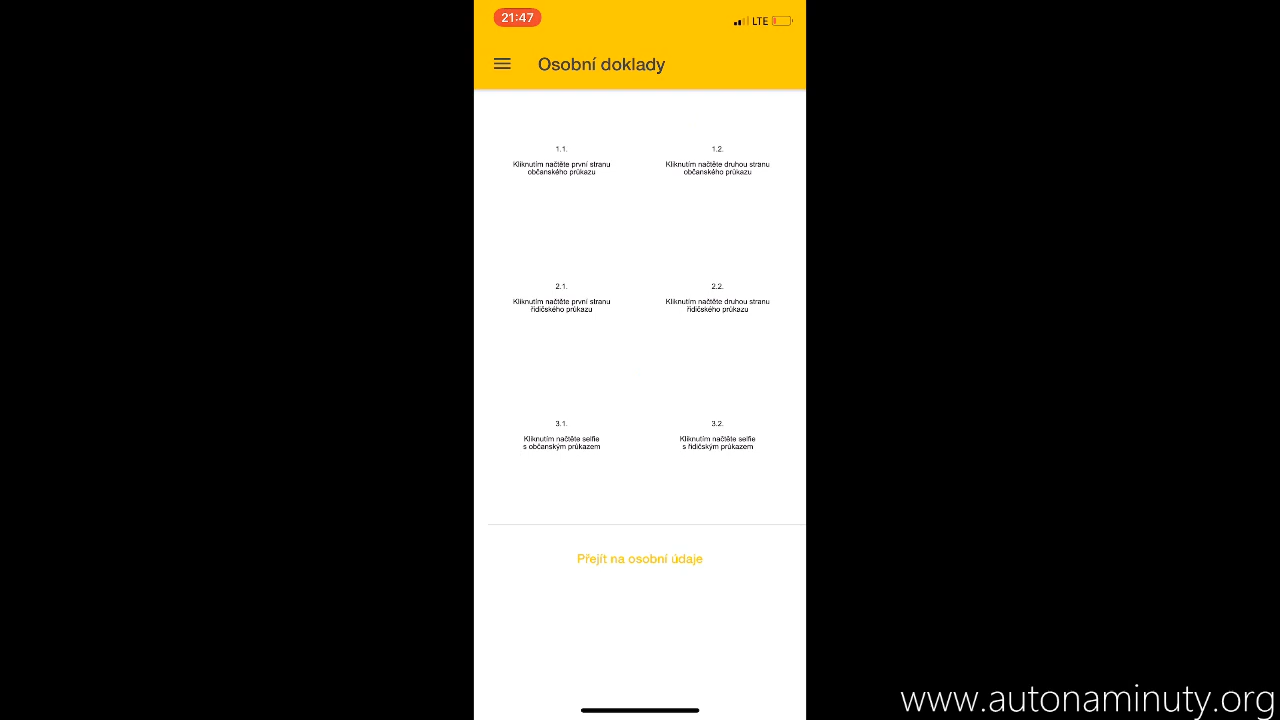 21:47
LTE
Osobní doklady
1.1.
Kliknutím načtěte první stranu
občanského průkazu
1.2.
Kliknutím načtěte druhou stranu
občanského průkazu
2.1.
Kliknutím načtěte první stranu
řidičského průkazu
2.2.
Kliknutím načtěte druhou stranu
řidičského průkazu
3.1.
Kliknutím načtěte selfie
s občanským průkazem
3.2.
Kliknutím načtěte selfie
s řidičským průkazem
Přejít na osobní údaje
www.autonaminuty.org